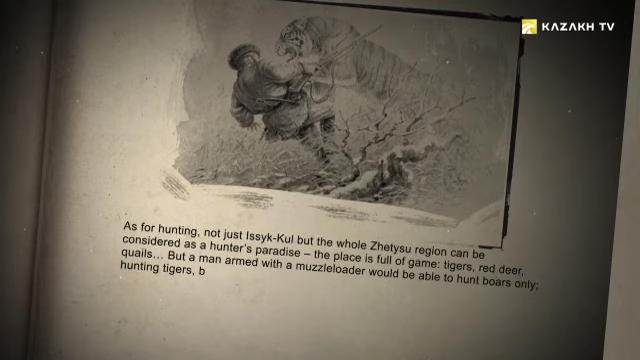 KAZAKH TV
As for hunting, not just Issyk-Kul but the whole Zhetysu region can be
considered as a hunter's paradise – the place is full of game: tigers, red deer,
quails... But a man armed with a muzzleloader would be able to hunt boars only;
hunting tigers, b